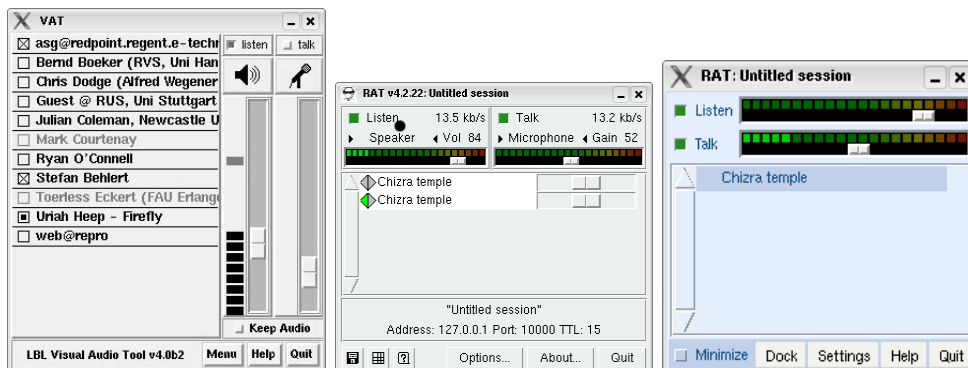 VAT
asg@redpoint.regent.e-techn
listen
talk
Bernd Boeker (RVS, Uni Han
Chris Dodge (Alfred Wegener
Guest @ RUS, Uni Stuttgart
Julian Coleman, Newcastle U
Mark Courtenay
Ryan O'Connell
Stefan Behlert
Toerless Eckert (FAU Erlange
Uriah Heep - Firefly
web@repro
Keep Audio
LBL Visual Audio Tool v4.0b2
Menu
Help
Quit
RAT v4.2.22: Untitled session
Listen 13.5 kb/s
Talk 13.2 kb/s
Speaker Vol 84
Microphone Gain 52
Chizra temple
Chizra temple
"Untitled session"
Address: 127.0.0.1 Port: 10000 TTL: 15
Options...
About...
Quit
RAT: Untitled session
Listen
Talk
Chizra temple
Minimize
Dock
Settings
Help
Quit